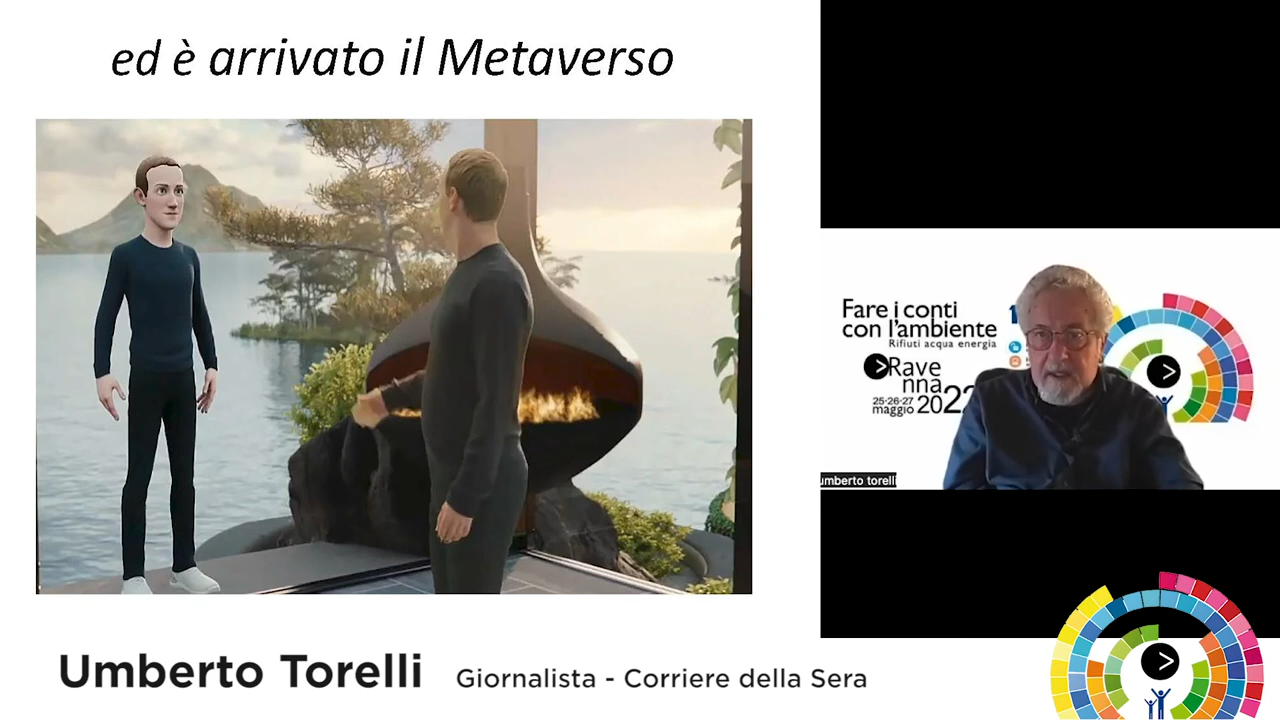 ed è arrivato il Metaverso
Fare i conti
con l'ambiente
Rifiuti acqua energia
Rave
nna
25•26•27
maggio 2022
umberto torelli
Umberto Torelli Giornalista - Corriere della Sera